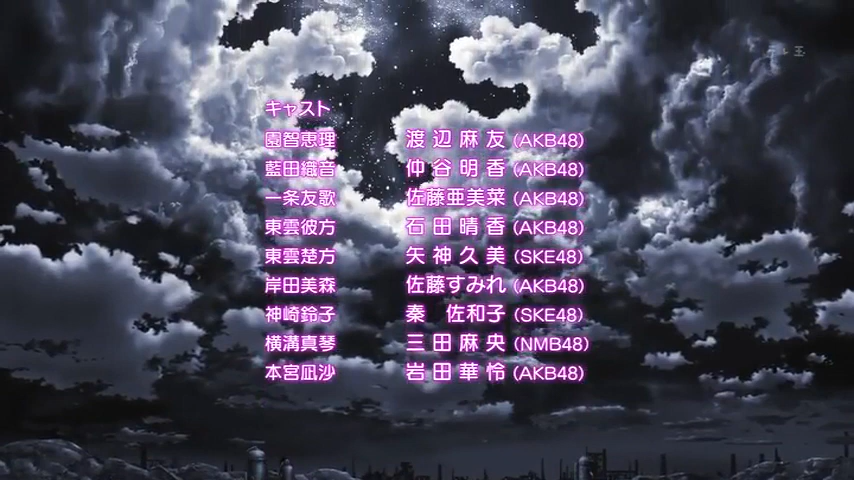 キャスト
園智恵理 渡辺麻友 (AKB48)
藍田織音 仲谷明香 (AKB48)
一条友歌 佐藤亜美菜 (AKB48)
東雲彼方 石田晴香 (AKB48)
東雲楚方 矢神久美 (SKE48)
岸田美森 佐藤すみれ (AKB48)
神崎鈴子 秦 佐和子 (SKE48)
横溝真琴 三田麻央 (NMB48)
本宮凪沙 岩田華怜 (AKB48)